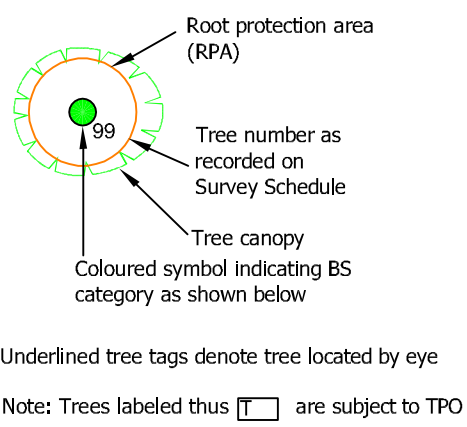 Root protection area
(RPA)
99
Tree number as
recorded on
Survey Schedule
Tree canopy
Coloured symbol indicating BS
category as shown below
Underlined tree tags denote tree located by eye
Note: Trees labeled thus T are subject to TPO